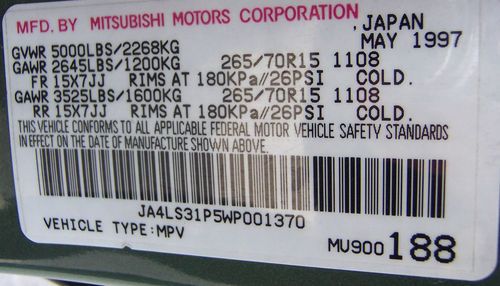 MFD. BY MITSUBISHI MOTORS CORPORATION , JAPAN
GVWR 5000LBS/2268KG MAY 1997
GAWR 2645LBS/1200KG 265/70R15 1108
FR 15X7JJ RIMS AT 180KPa//26PSI COLD.
GAWR 3525LBS/1600KG 265/70R15 1108
RR 15X7JJ RIMS AT 180KPa//26PSI COLD.
THIS VEHICLE CONFORMS TO ALL APPLICABLE FEDERAL MOTOR VEHICLE SAFETY STANDARDS
IN EFFECT ON THE DATE OF MANUFACTURE SHOWN ABOVE.
JA4LS31P5WP001370
VEHICLE TYPE:MPV MU900 188